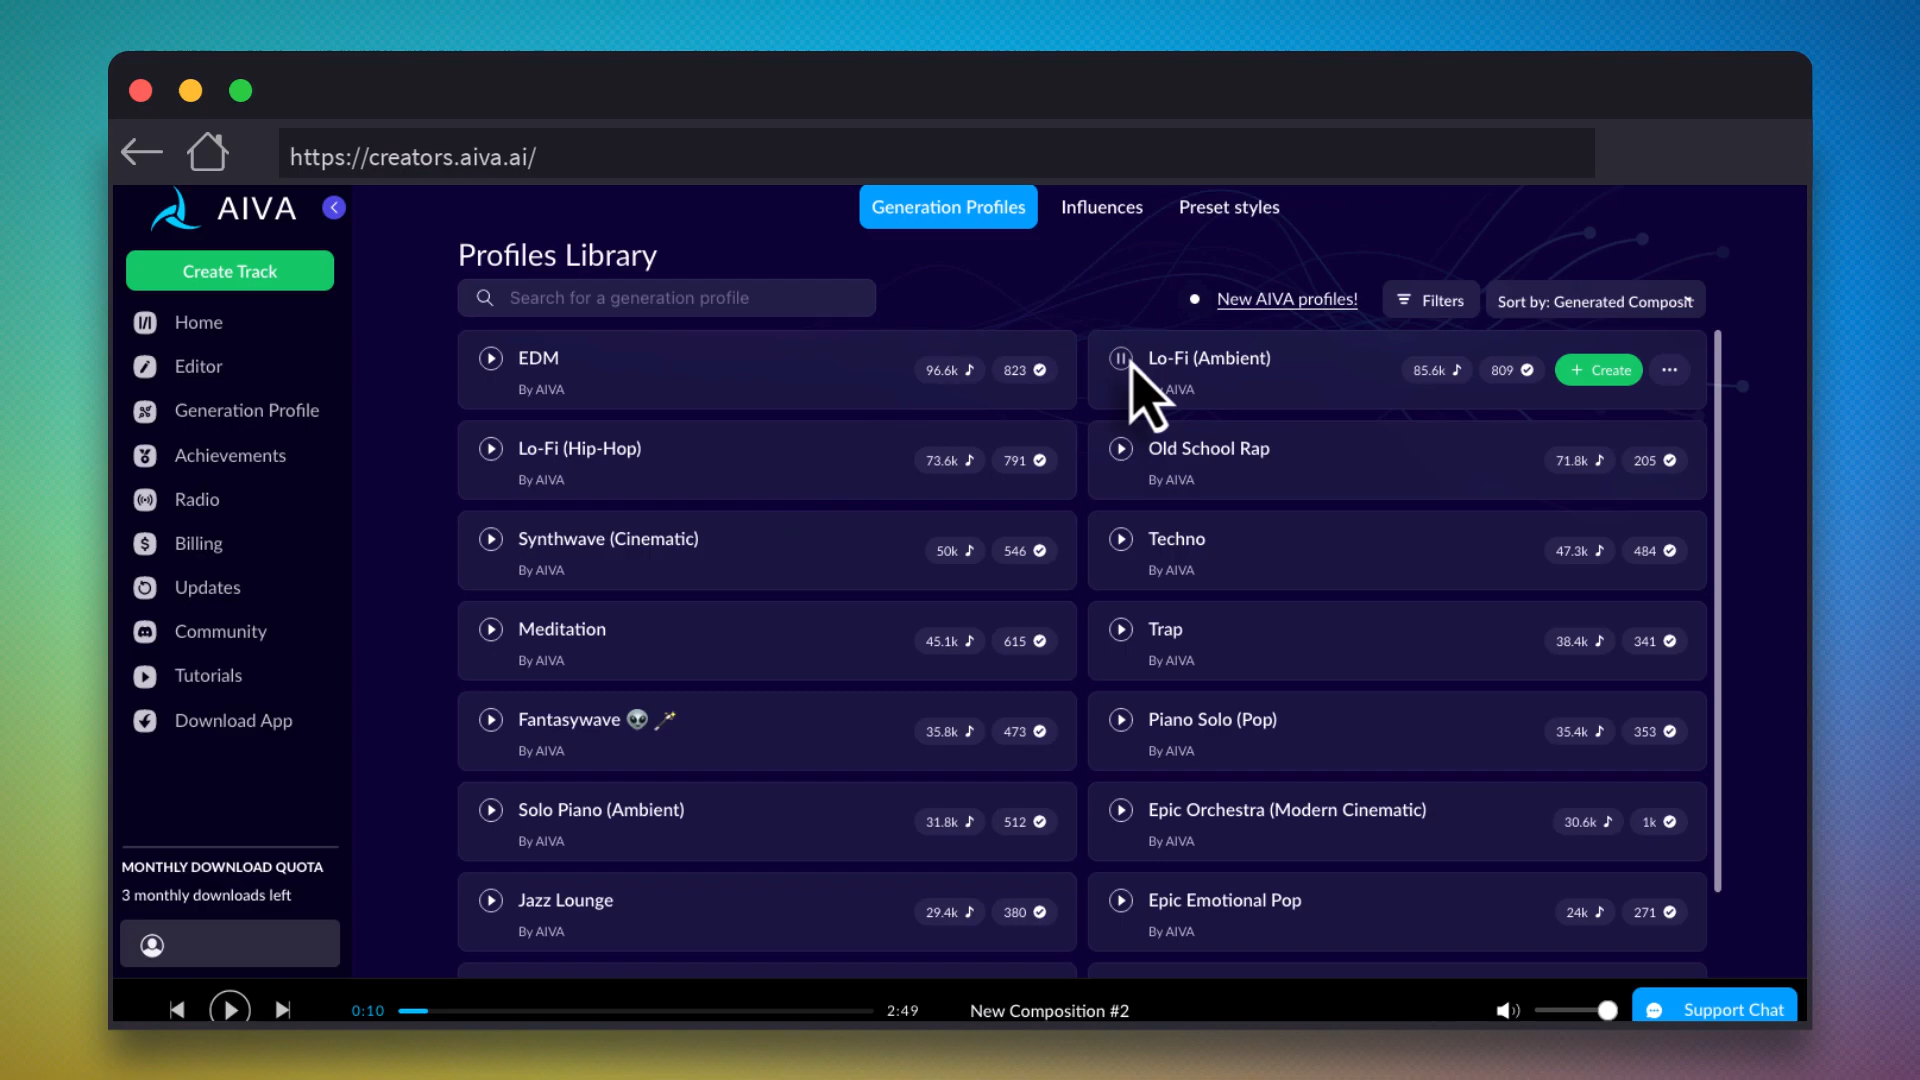 https://creators.aiva.ai/
AIVA
Create Track
Home
Editor
Generation Profile
Achievements
Radio
Billing
Updates
Community
Tutorials
Download App
MONTHLY DOWNLOAD QUOTA
3 monthly downloads left
Generation Profiles
Influences
Preset styles
Profiles Library
Search for a generation profile
New AIVA profiles!
Filters
Sort by: Generated Composit
EDM
By AIVA
96.6k
823
Lo-Fi (Ambient)
AIVA
85.6k
809
+ Create
Lo-Fi (Hip-Hop)
By AIVA
73.6k
791
Old School Rap
By AIVA
71.8k
205
Synthwave (Cinematic)
By AIVA
50k
546
Techno
By AIVA
47.3k
484
Meditation
By AIVA
45.1k
615
Trap
By AIVA
38.4k
341
Fantasywave 👽
By AIVA
35.8k
473
Piano Solo (Pop)
By AIVA
35.4k
353
Solo Piano (Ambient)
By AIVA
31.8k
512
Epic Orchestra (Modern Cinematic)
By AIVA
30.6k
1k
Jazz Lounge
By AIVA
29.4k
380
Epic Emotional Pop
By AIVA
24k
271
0:10
2:49
New Composition #2
Support Chat